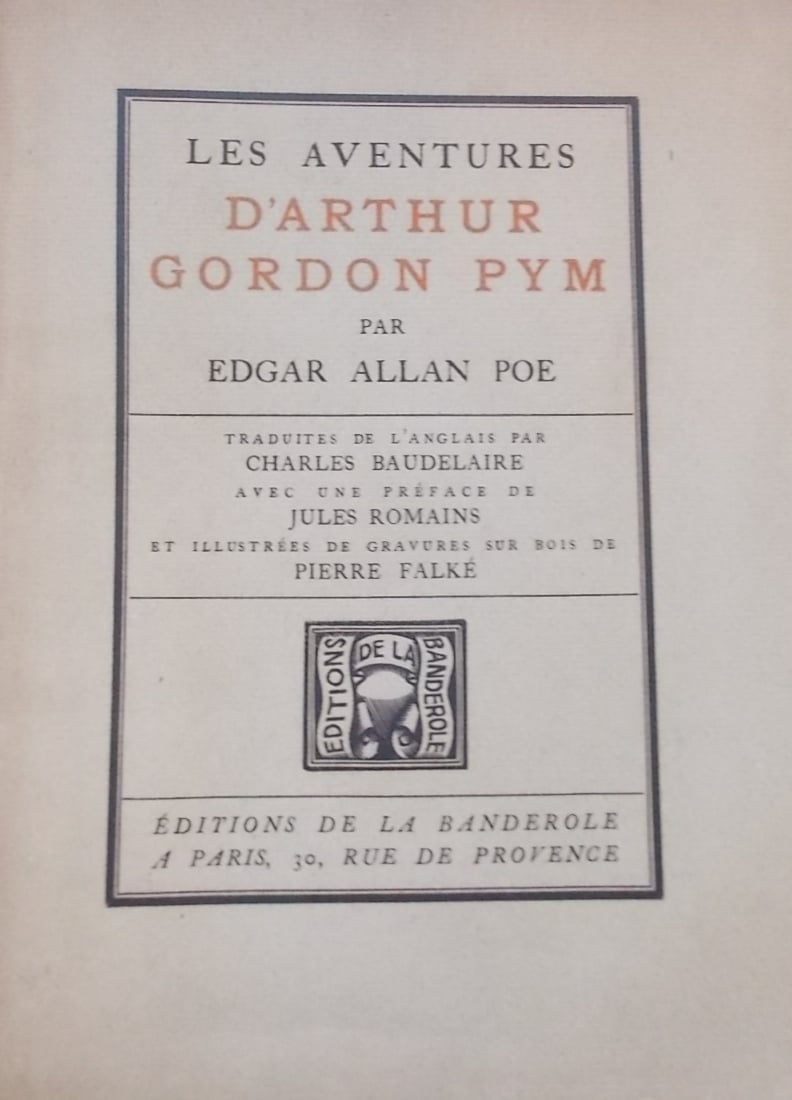 LES AVENTURES
D'ARTHUR
GORDON PYM
PAR
EDGAR ALLAN POE
TRADUITES DE L'ANGLAIS PAR
CHARLES BAUDELAIRE
AVEC UNE PRÉFACE DE
JULES ROMAINS
ET ILLUSTRÉES DE GRAVURES SUR BOIS DE
PIERRE FALKÉ
EDITIONS DE LA BANDEROLE
ÉDITIONS DE LA BANDEROLE
A PARIS, 30, RUE DE PROVENCE